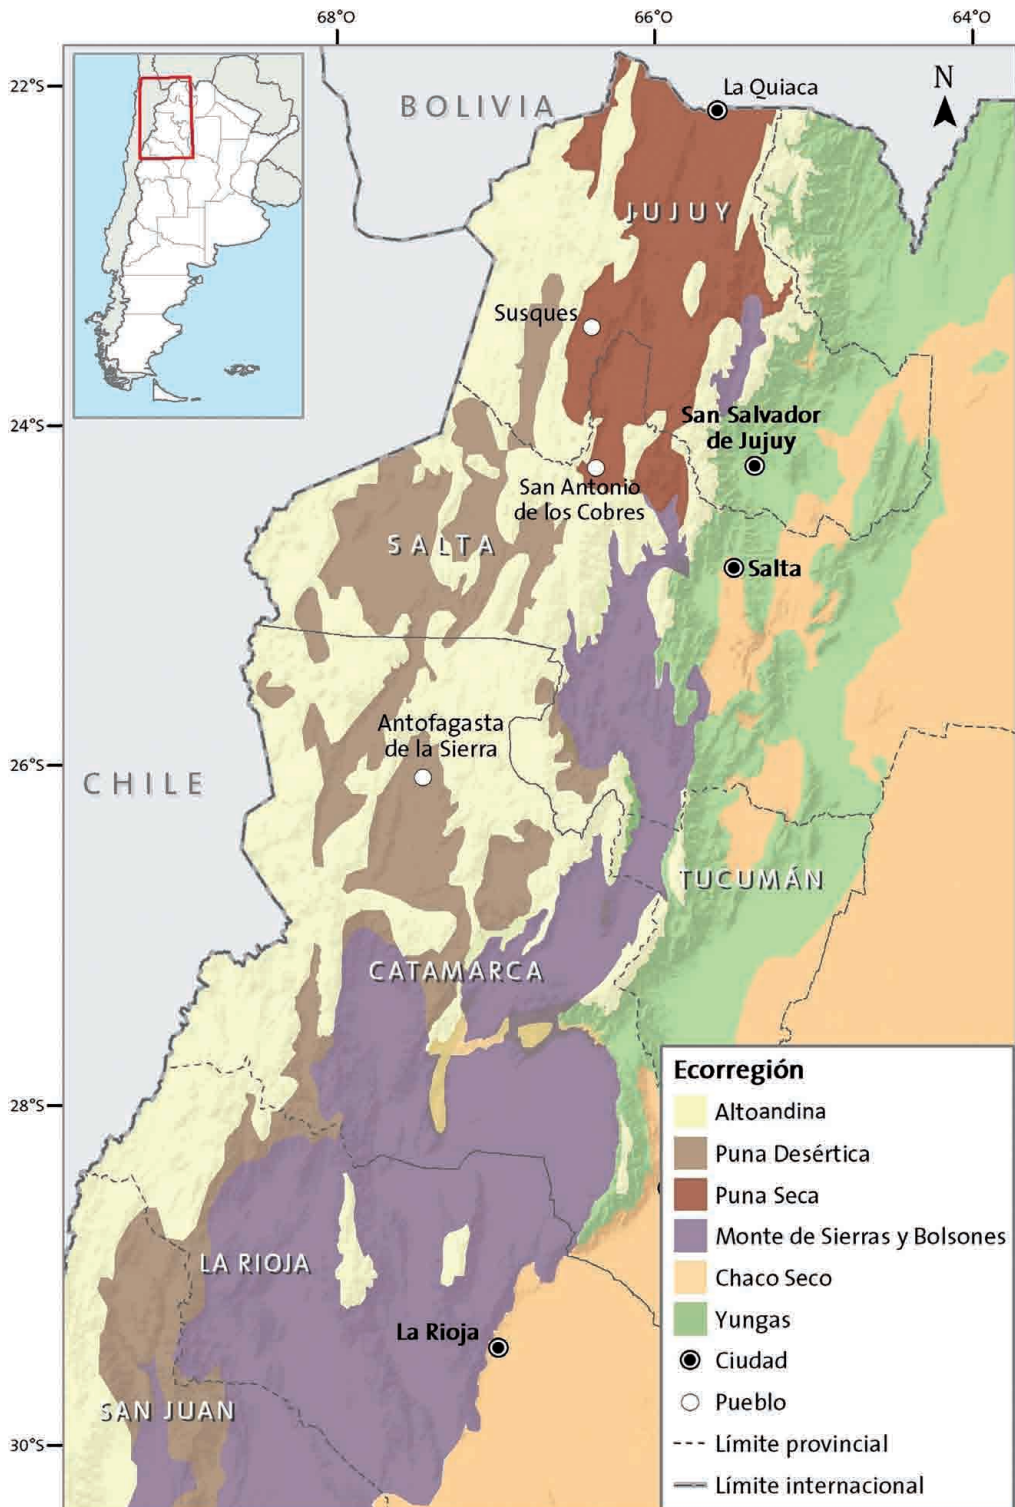 68°O
66°O
64°O
22°S
24°S
26°S
28°S
30°S
N
BOLIVIA
La Quiaca
JUJUY
Susques
San Salvador
de Jujuy
San Antonio
de los Cobres
SALTA
Salta
Antofagasta
de la Sierra
CHILE
TUCUMÁN
CATAMARCA
LA RIOJA
La Rioja
SAN JUAN
Ecorregión
Altoandina
Puna Desértica
Puna Seca
Monte de Sierras y Bolsones
Chaco Seco
Yungas
Ciudad
Pueblo
Límite provincial
Límite internacional